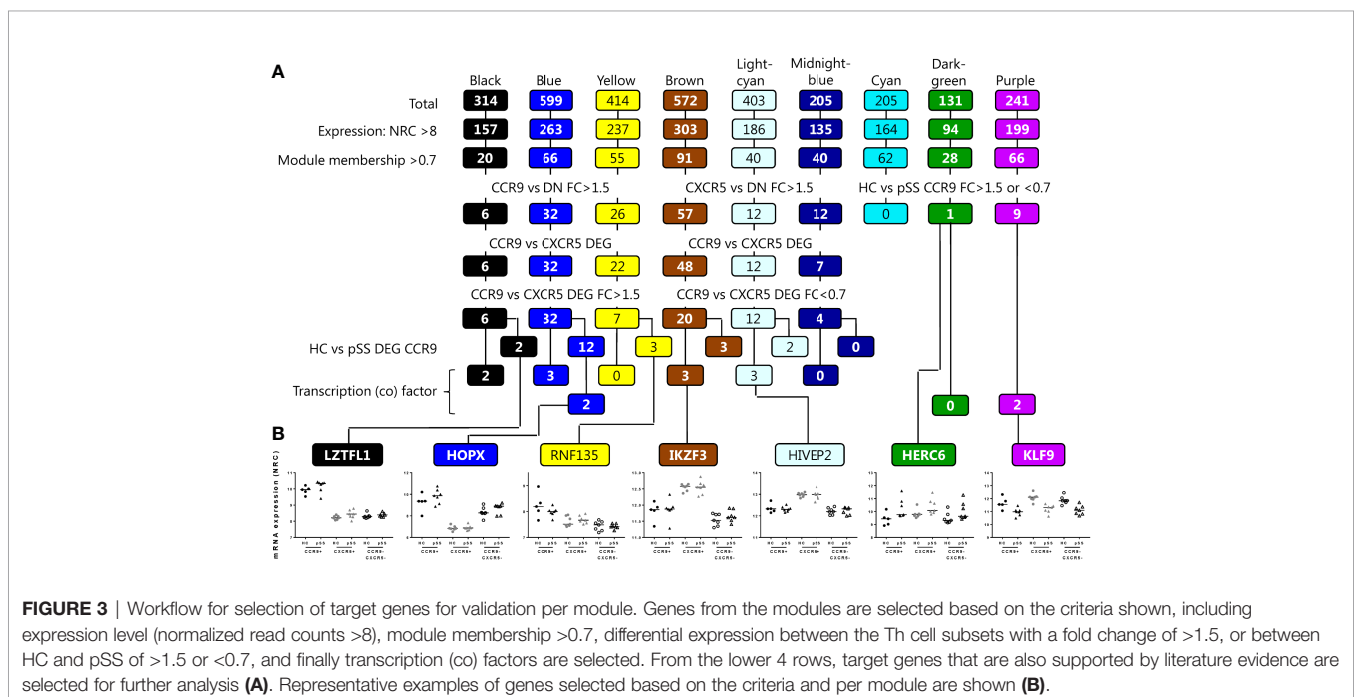 A
Black Blue Yellow Brown Light-cyan Midnight-blue Cyan Dark-green Purple
Total 314 599 414 572 403 205 205 131 241
Expression: NRC >8 157 263 237 303 186 135 164 94 199
Module membership >0.7 20 66 55 91 40 40 62 28 66
CCR9 vs DN FC>1.5 CXCR5 vs DN FC>1.5 HC vs pSS CCR9 FC>1.5 or <0.7
6 32 26 57 12 12 0 1 9
CCR9 vs CXCR5 DEG CCR9 vs CXCR5 DEG
6 32 22 48 12 7
CCR9 vs CXCR5 DEG FC>1.5 CCR9 vs CXCR5 DEG FC<0.7
6 32 7 20 12 4
HC vs pSS DEG CCR9 2 12 3 3 2 0
Transcription (co) factor 2 3 0 3 3 0
2 0 2
B
LZTFL1 HOPX RNF135 IKZF3 HIVEP2 HERC6 KLF9
mRNA expression (NRC)
HC pSS HC pSS HC pSS
CCR9+ CXCR5+ CCR9- CXCR5-
FIGURE 3 | Workflow for selection of target genes for validation per module. Genes from the modules are selected based on the criteria shown, including
expression level (normalized read counts >8), module membership >0.7, differential expression between the Th cell subsets with a fold change of >1.5, or between
HC and pSS of >1.5 or <0.7, and finally transcription (co) factors are selected. From the lower 4 rows, target genes that are also supported by literature evidence are
selected for further analysis (A). Representative examples of genes selected based on the criteria and per module are shown (B).